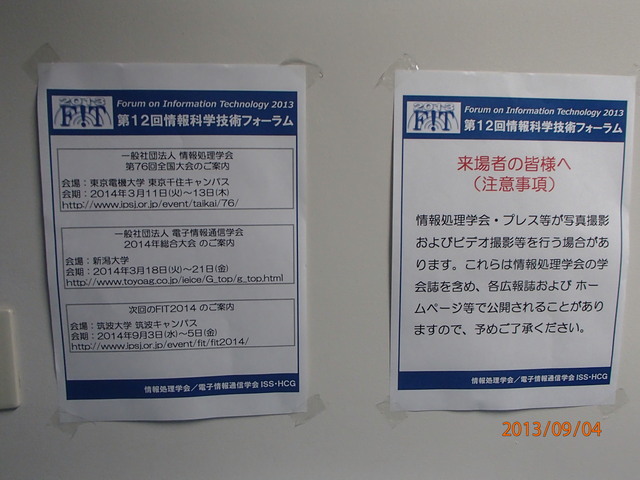 FIT
Forum on Information Technology 2013
第12回情報科学技術フォーラム
一般社団法人 情報処理学会
第76回全国大会のご案内
会場：東京電機大学 東京千住キャンパス
会期：2014年3月11日(火)～13日(木)
http://www.ipsj.or.jp/event/taikai/76/
一般社団法人 電子情報通信学会
2014年総合大会 のご案内
会場：新潟大学
会期：2014年3月18日(火)～21日(金)
http://www.toyoag.co.jp/ieice/G_top/g_top.html
次回のFIT2014 のご案内
会場：筑波大学 筑波キャンパス
会期：2014年9月3日(水)～5日(金)
http://www.ipsj.or.jp/event/fit/fit2014/
情報処理学会／電子情報通信学会 ISS・HCG
FIT
Forum on Information Technology 2013
第12回情報科学技術フォーラム
来場者の皆様へ
（注意事項）
情報処理学会・プレス等が写真撮影
およびビデオ撮影等を行う場合があ
ります。これらは情報処理学会の学
会誌を含め、各広報誌および ホー
ムページ等で公開されることがあり
ますので、予めご了承ください。
情報処理学会／電子情報通信学会 ISS・HCG
2013/09/04